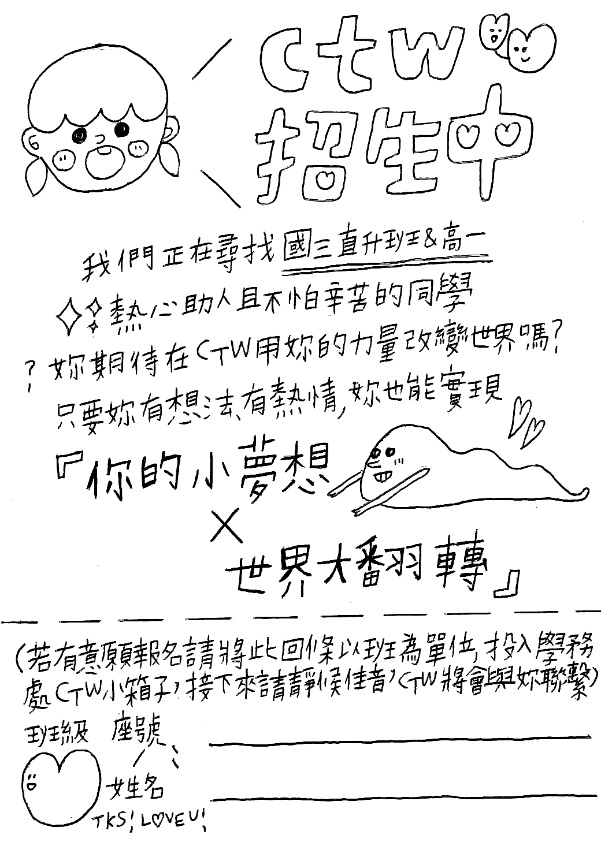 CTW
招生中
我們正在尋找國三直升班&高一
熱心助人且不怕辛苦的同學
? 妳期待在CTW用妳的力量改變世界嗎?
只要妳有想法、有熱情,妳也能實現
『你的小夢想
×
世界大翻轉』
(若有意願報名請將此回條以班為單位,投入學務
處CTW小箱子,接下來請靜候佳音,CTW將會與妳聯繫)
班級 座號:
姓名
TKS! LOVE U!